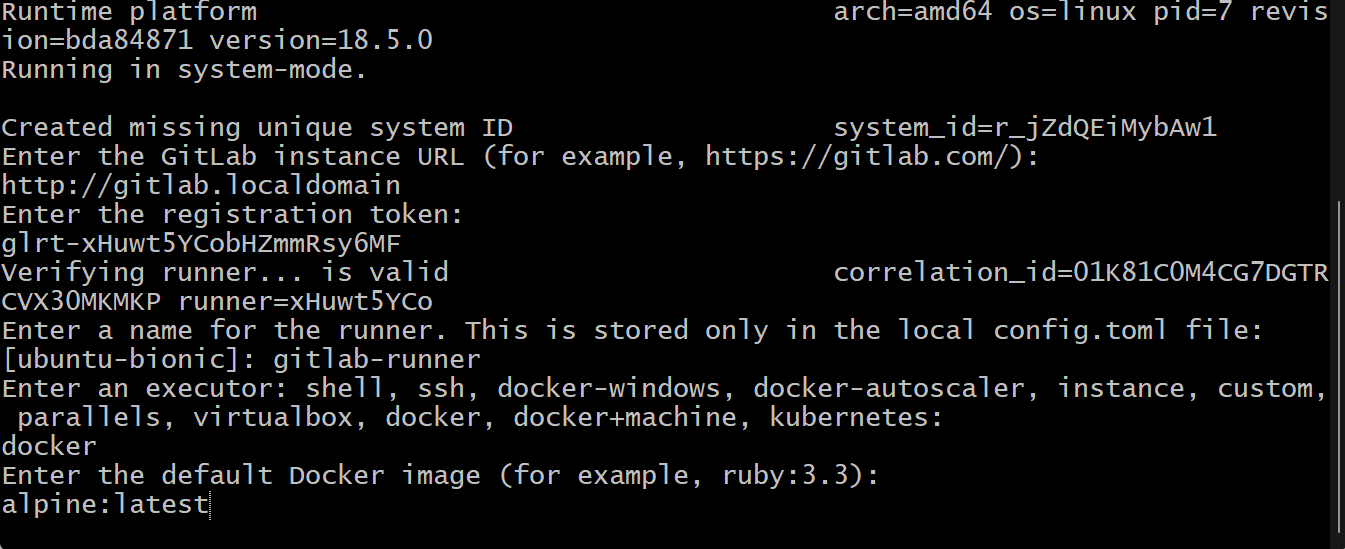 Runtime platform                                    arch=amd64 os=linux pid=7 revis
ion=bda84871 version=18.5.0
Running in system-mode.
Created missing unique system ID                    system_id=r_jZdQEiMybAw1
Enter the GitLab instance URL (for example, https://gitlab.com/):
http://gitlab.localdomain
Enter the registration token:
glrt-xHuwt5YCobHZmmRsy6MF
Verifying runner... is valid                        correlation_id=01K81C0M4CG7DGTR
CVX30MKMKP runner=xHuwt5YCo
Enter a name for the runner. This is stored only in the local config.toml file:
[ubuntu-bionic]: gitlab-runner
Enter an executor: shell, ssh, docker-windows, docker-autoscaler, instance, custom,
 parallels, virtualbox, docker, docker+machine, kubernetes:
docker
Enter the default Docker image (for example, ruby:3.3):
alpine:latest